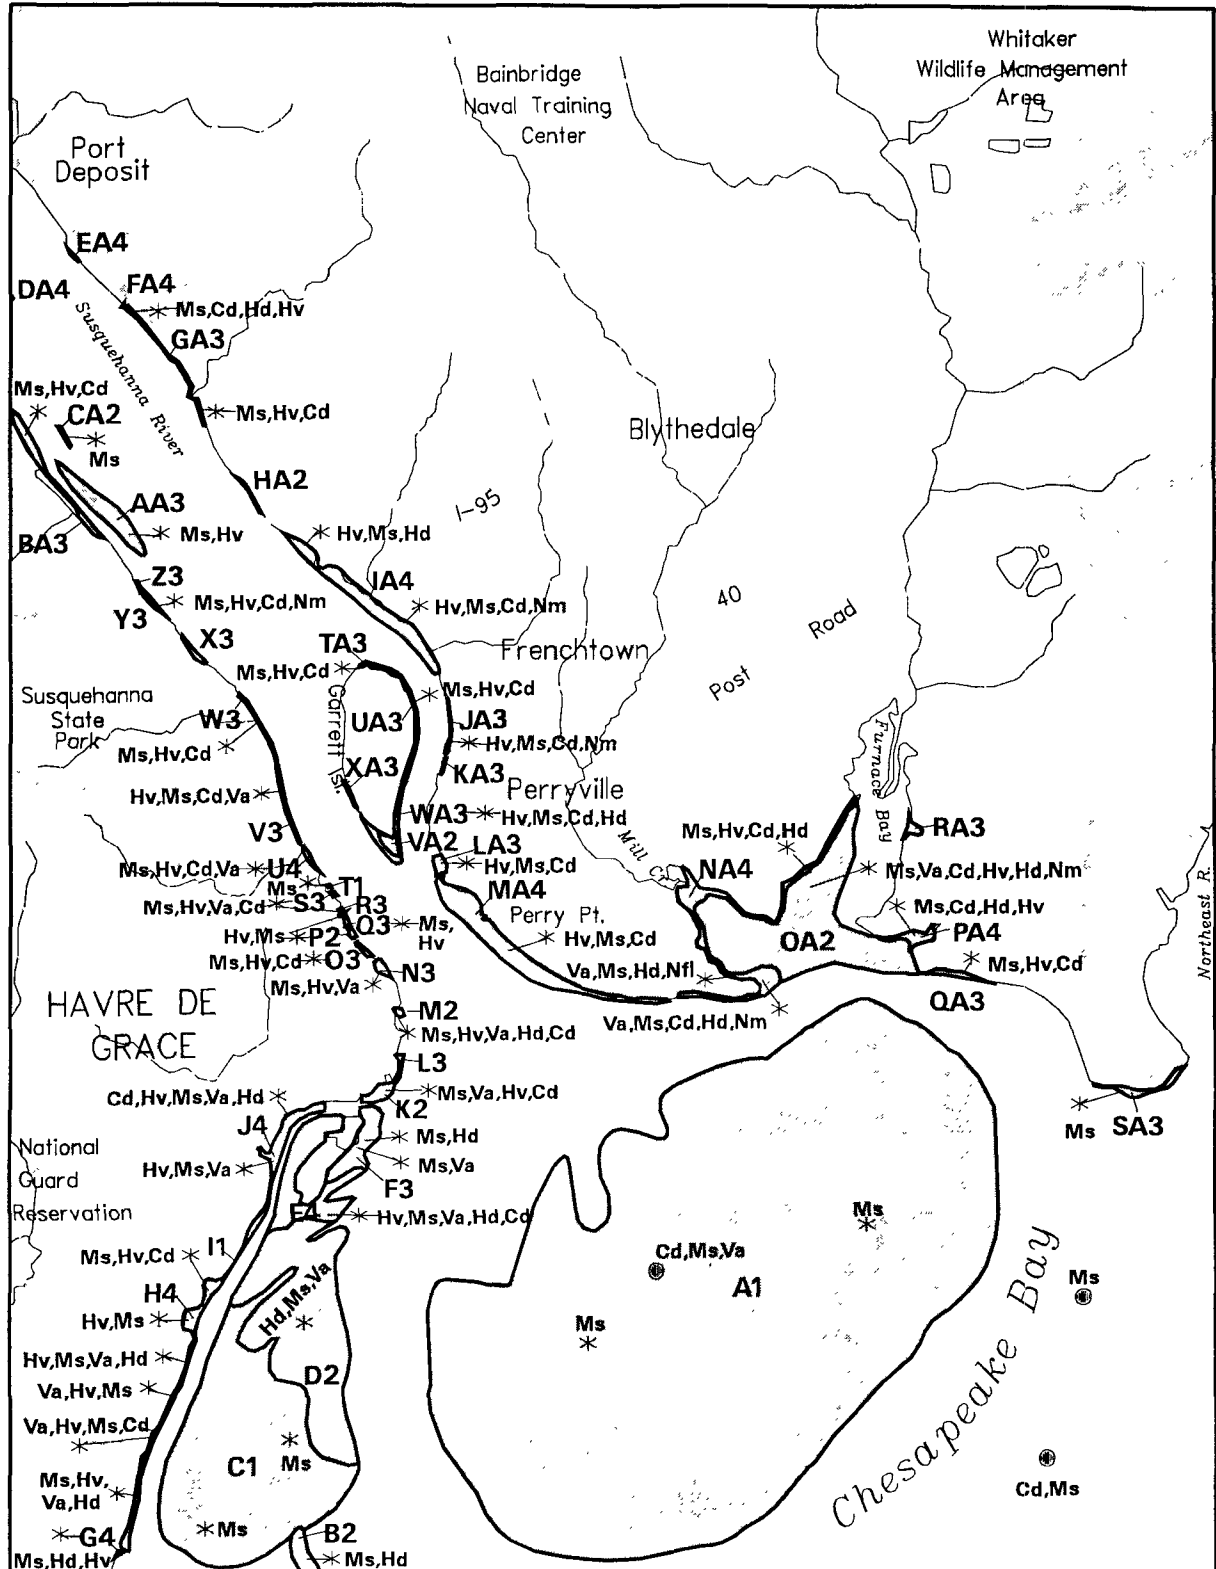 Whitaker
Wildlife Management
Area
Bainbridge
Naval Training
Center
Port
Deposit
EA4
DA4
FA4
Ms,Cd,Hd,Hv
GA3
Susquehanna River
Ms,Hv,Cd
CA2
Ms
Ms,Hv,Cd
Blythedale
HA2
AA3
I-95
Ms,Hv
Hv,Ms,Hd
BA3
Z3
IA4
Ms,Hv,Cd,Nm
Hv,Ms,Cd,Nm
40
Y3
Road
X3
TA3
Frenchtown
Ms,Hv,Cd
Post
Susquehanna
State
Park
Garrett Isl.
Ms,Hv,Cd
W3
UA3
JA3
Ms,Hv,Cd
Hv,Ms,Cd,Nm
Furnace Bay
XA3
KA3
Hv,Ms,Cd,Va
Perryville
WA3
Hv,Ms,Cd,Hd
V3
VA2
LA3
Mill Cr.
Ms,Hv,Cd,Hd
RA3
Ms,Hv,Cd,Va
U4
Hv,Ms,Cd
NA4
Ms,Va,Cd,Hv,Hd,Nm
Ms
T1
MA4
Ms,Hv,Va,Cd
S3
R3
Perry Pt.
Ms,Cd,Hd,Hv
Q3
Ms,
Hv
Hv,Ms
P2
Hv,Ms,Cd
OA2
PA4
Ms,Hv,Cd
O3
Ms,Hv,Cd
Northeast R.
Ms,Hv,Va
N3
Va,Ms,Hd,Nfl
QA3
HAVRE DE
GRACE
M2
Va,Ms,Cd,Hd,Nm
Ms,Hv,Va,Hd,Cd
L3
Cd,Hv,Ms,Va,Hd
Ms,Va,Hv,Cd
K2
J4
Ms
SA3
National
Guard
Reservation
Ms,Hd
Hv,Ms,Va
Ms,Va
F3
E4
Hv,Ms,Va,Hd,Cd
Ms
I1
Ms,Hv,Cd
Cd,Ms,Va
A1
Ms
H4
Hd,Ms,Va
Hv,Ms
Ms
Chesapeake Bay
Hv,Ms,Va,Hd
D2
Va,Hv,Ms
Va,Hv,Ms,Cd
C1
Ms
Ms,Hv,
Va,Hd
Cd,Ms
G4
Ms
B2
Ms,Hd,Hv
Ms,Hd